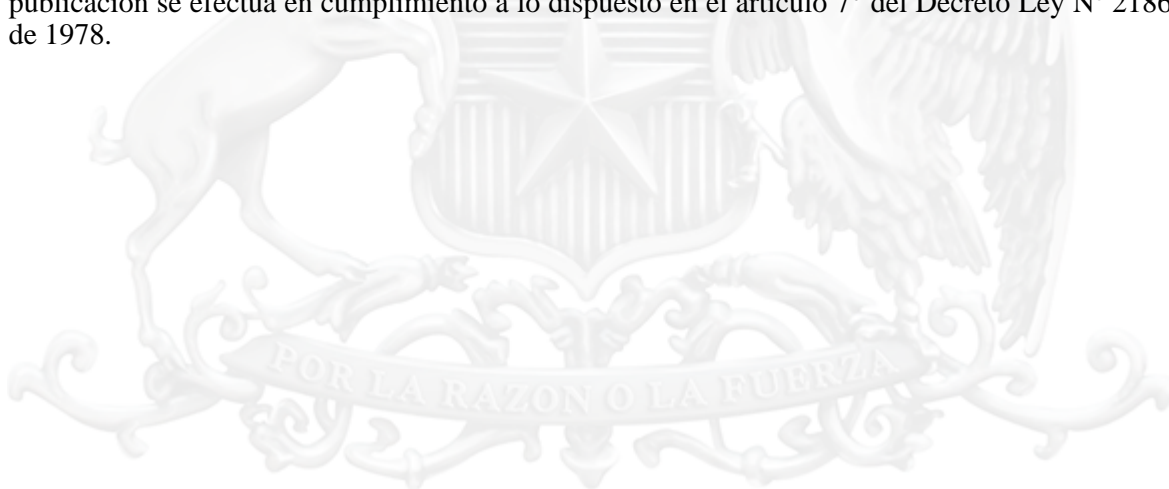 publicación se efectúa en cumplimiento a lo dispuesto en el artículo 7° del Decreto Ley N° 2186
de 1978.
POR LA RAZON O LA FUERZA